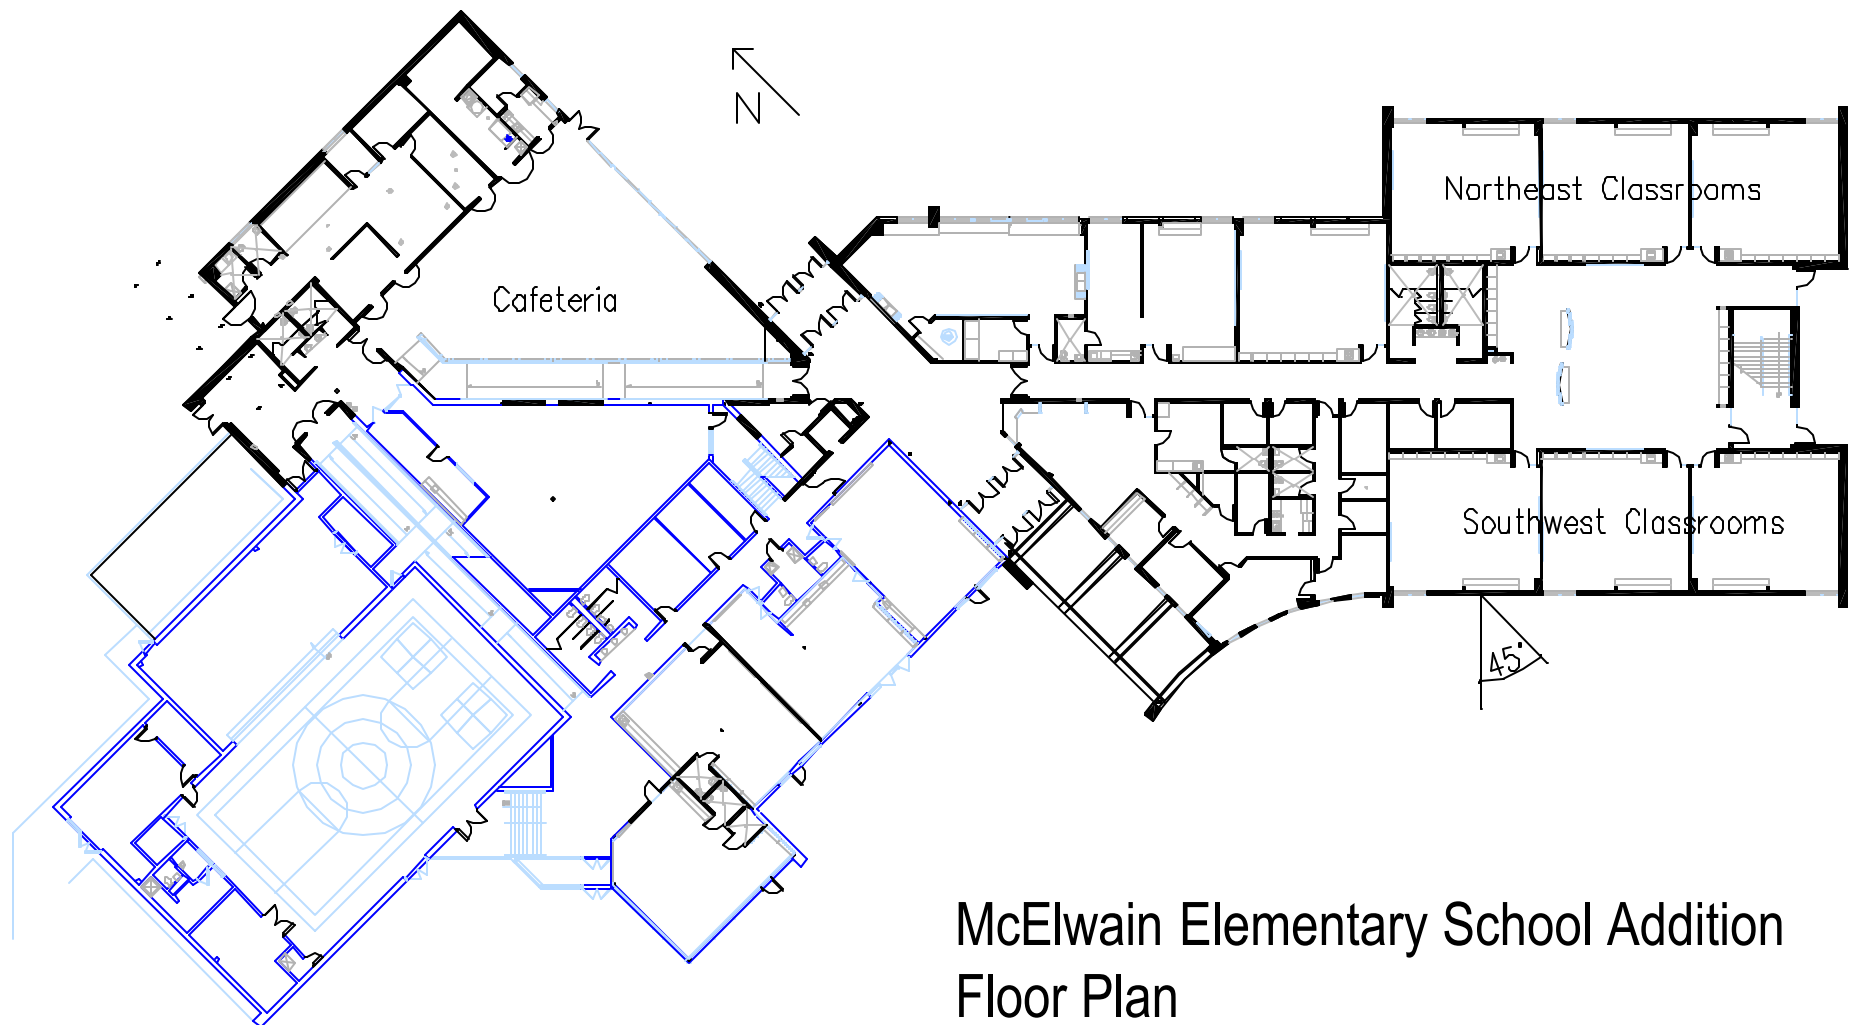 N
Northeast Classrooms
Cafeteria
Southwest Classrooms
45°
McElwain Elementary School Addition
Floor Plan